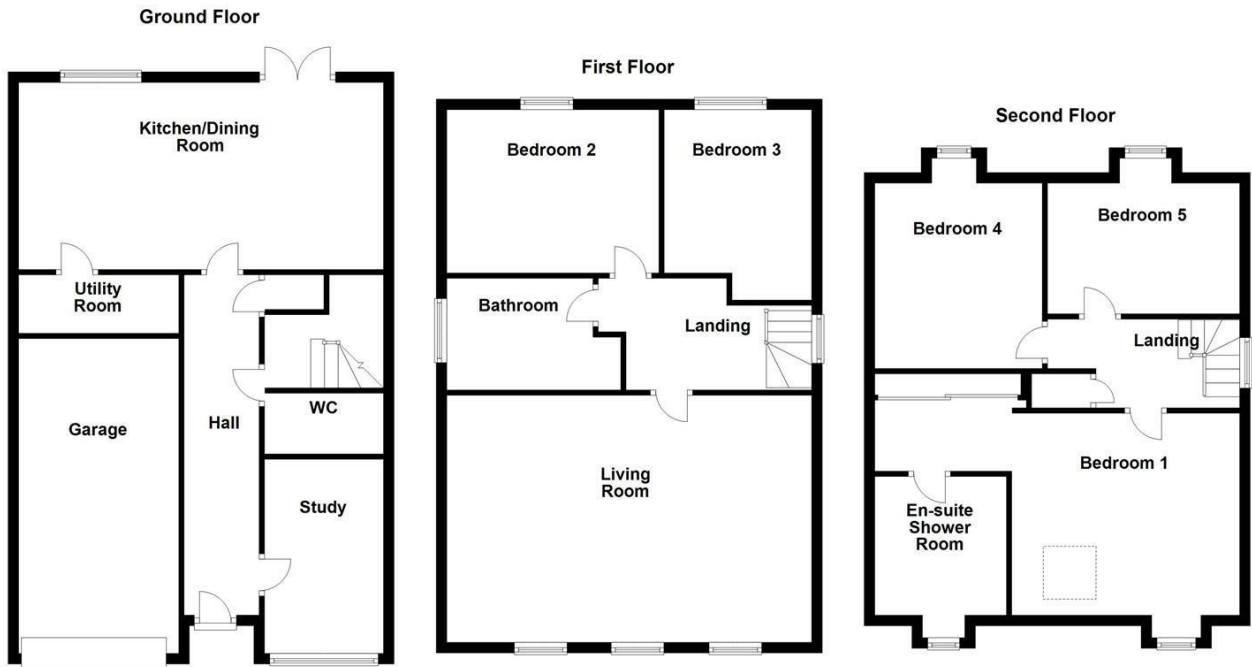 Ground Floor
Kitchen/Dining
Room
Utility
Room
Garage
Hall
WC
Study
First Floor
Bedroom 2
Bedroom 3
Bathroom
Landing
Living
Room
Second Floor
Bedroom 4
Bedroom 5
Landing
Bedroom 1
En-suite
Shower
Room